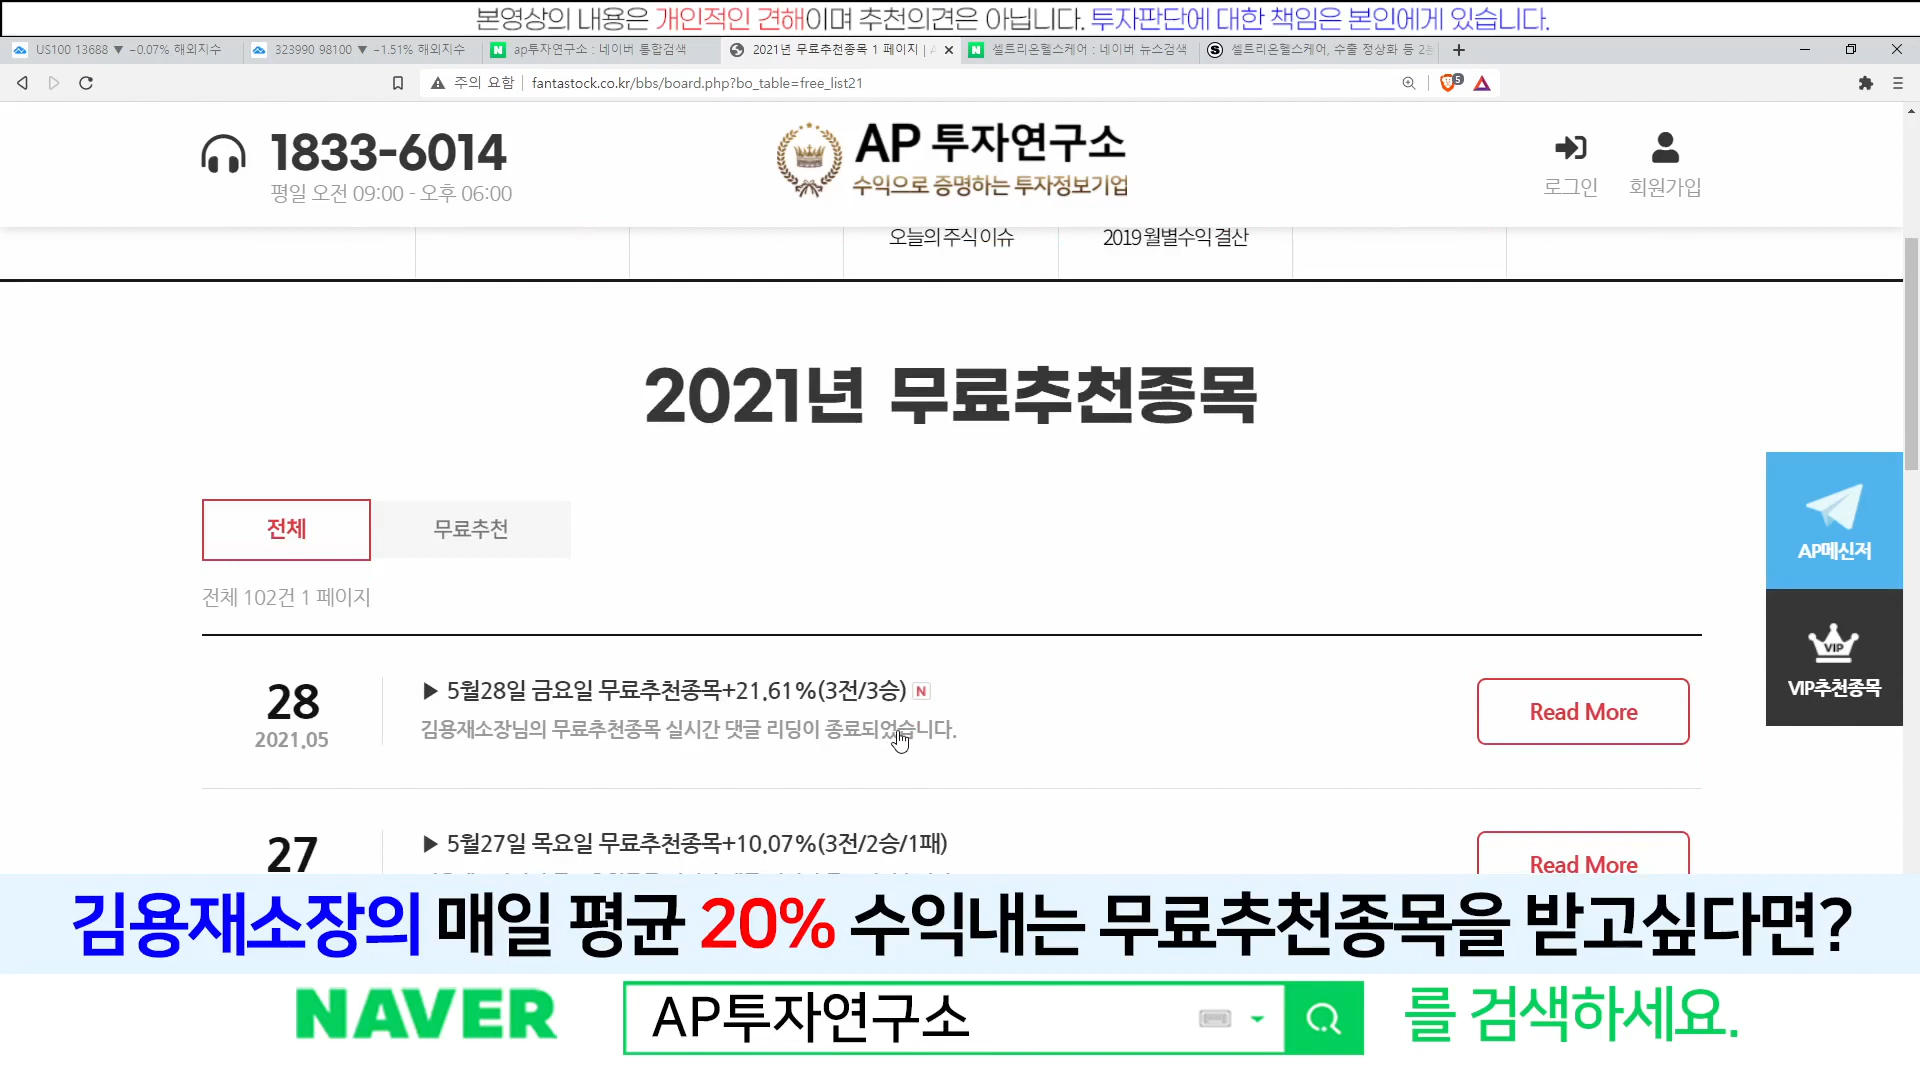 본영상의 내용은 개인적인 견해이며 추천의견은 아닙니다. 투자판단에 대한 책임은 본인에게 있습니다.
US100 13688 ▼ -0.07% 해외지수
323990 98100 ▼ -1.51% 해외지수
ap투자연구소 : 네이버 통합검색
2021년 무료추천종목 1 페이지 |
셀트리온헬스케어 : 네이버 뉴스검색
셀트리온헬스케어, 수출 정상화 등 2
주의 요함
fantastock.co.kr/bbs/board.php?bo_table=free_list21
5
1833-6014
평일 오전 09:00 - 오후 06:00
AP 투자연구소
수익으로 증명하는 투자정보기업
로그인
회원가입
오늘의 주식 이슈
2019 월별수익 결산
2021년 무료추천종목
전체
무료추천
전체 102건 1 페이지
AP메신저
VIP
VIP추천종목
28
2021.05
▶ 5월28일 금요일 무료추천종목+21.61%(3전/3승) N
김용재소장님의 무료추천종목 실시간 댓글 리딩이 종료되었습니다.
Read More
27
▶ 5월27일 목요일 무료추천종목+10.07%(3전/2승/1패)
Read More
김용재소장의 매일 평균 20% 수익내는 무료추천종목을 받고싶다면?
NAVER
AP투자연구소
를 검색하세요.